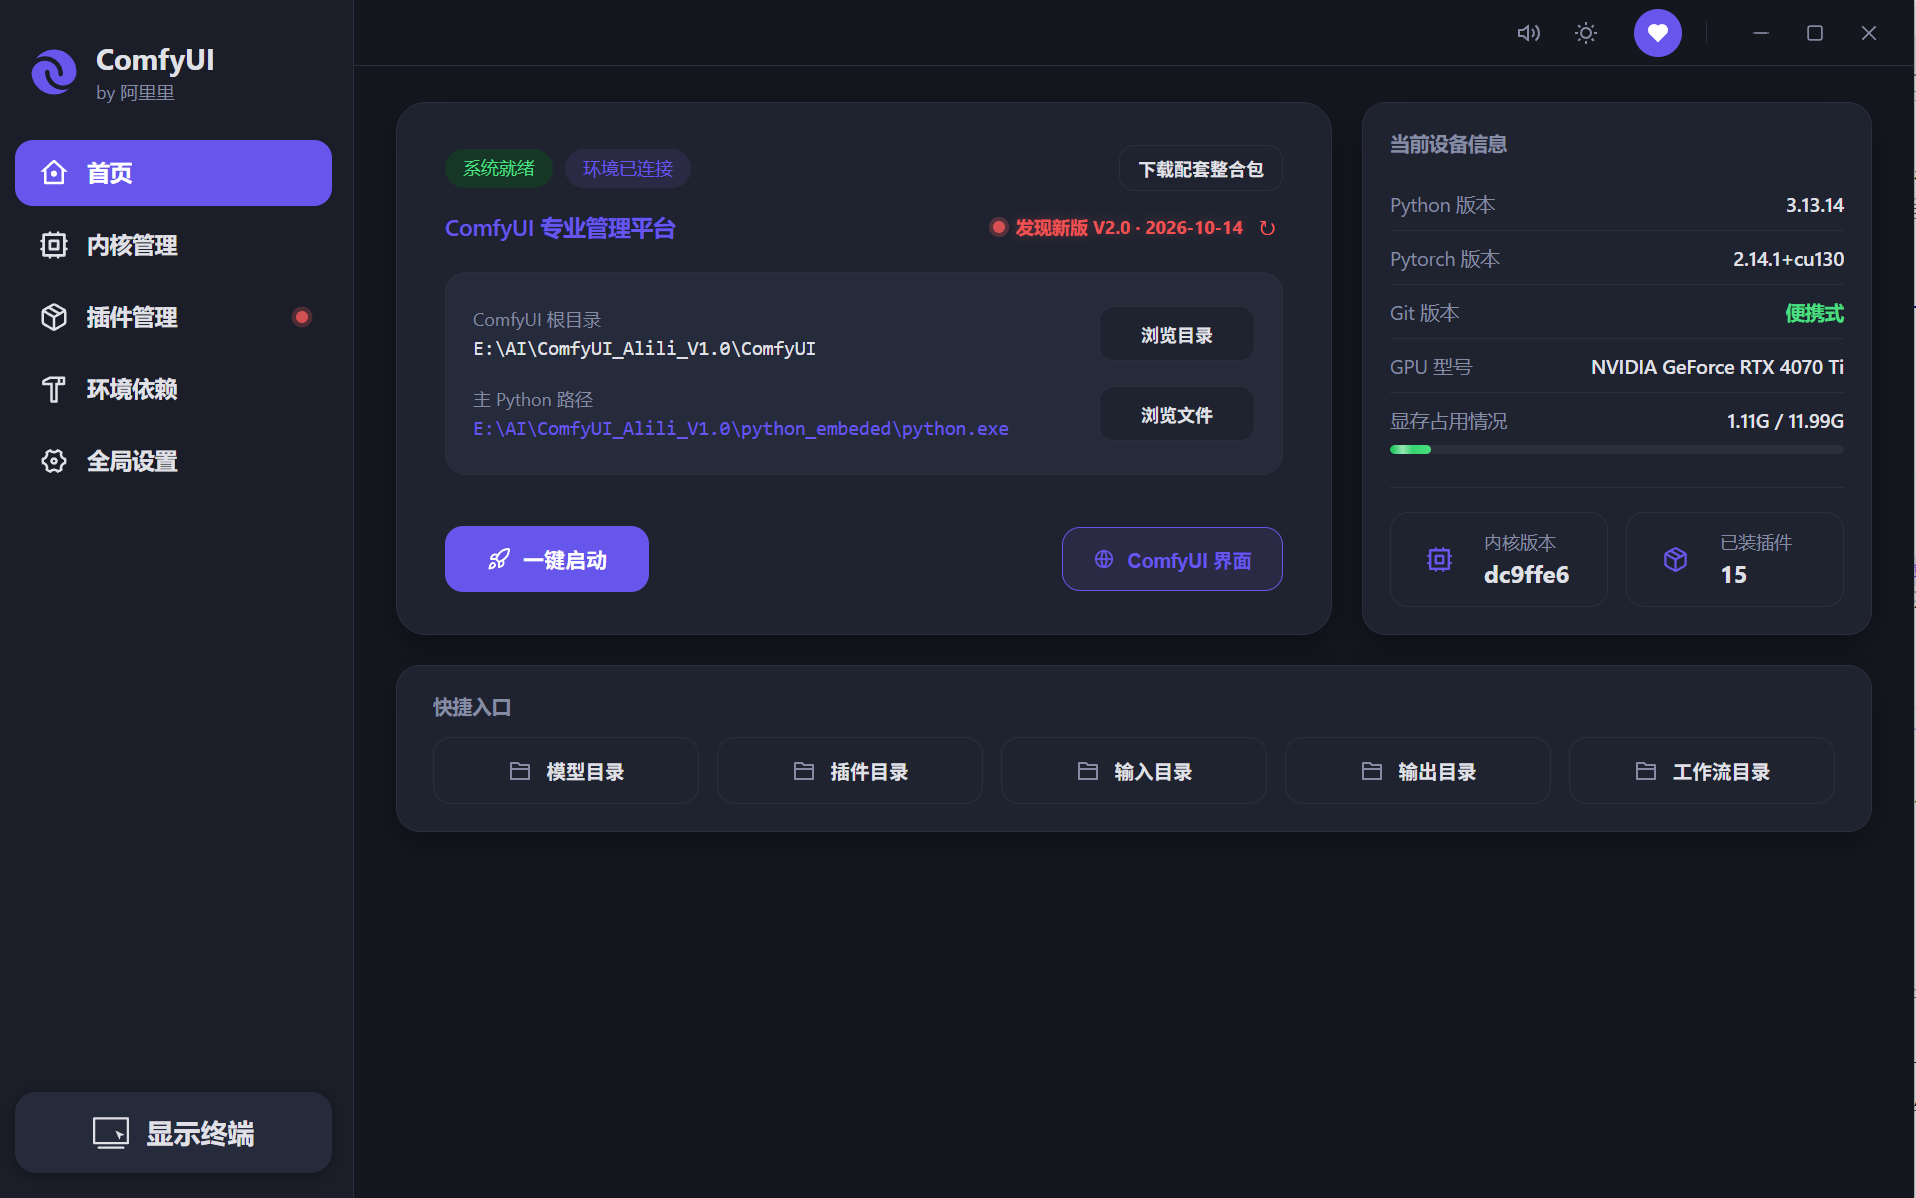 ComfyUI
by 阿里里
首页
内核管理
插件管理
环境依赖
全局设置
显示终端
系统就绪
环境已连接
下载配套整合包
ComfyUI 专业管理平台
发现新版 V2.0 · 2026-10-14
ComfyUI 根目录
E:\AI\ComfyUI_Alili_V1.0\ComfyUI
浏览目录
主 Python 路径
E:\AI\ComfyUI_Alili_V1.0\python_embeded\python.exe
浏览文件
一键启动
ComfyUI 界面
当前设备信息
Python 版本 3.13.14
Pytorch 版本 2.14.1+cu130
Git 版本 便携式
GPU 型号 NVIDIA GeForce RTX 4070 Ti
显存占用情况 1.11G / 11.99G
内核版本
dc9ffe6
已装插件
15
快捷入口
模型目录
插件目录
输入目录
输出目录
工作流目录